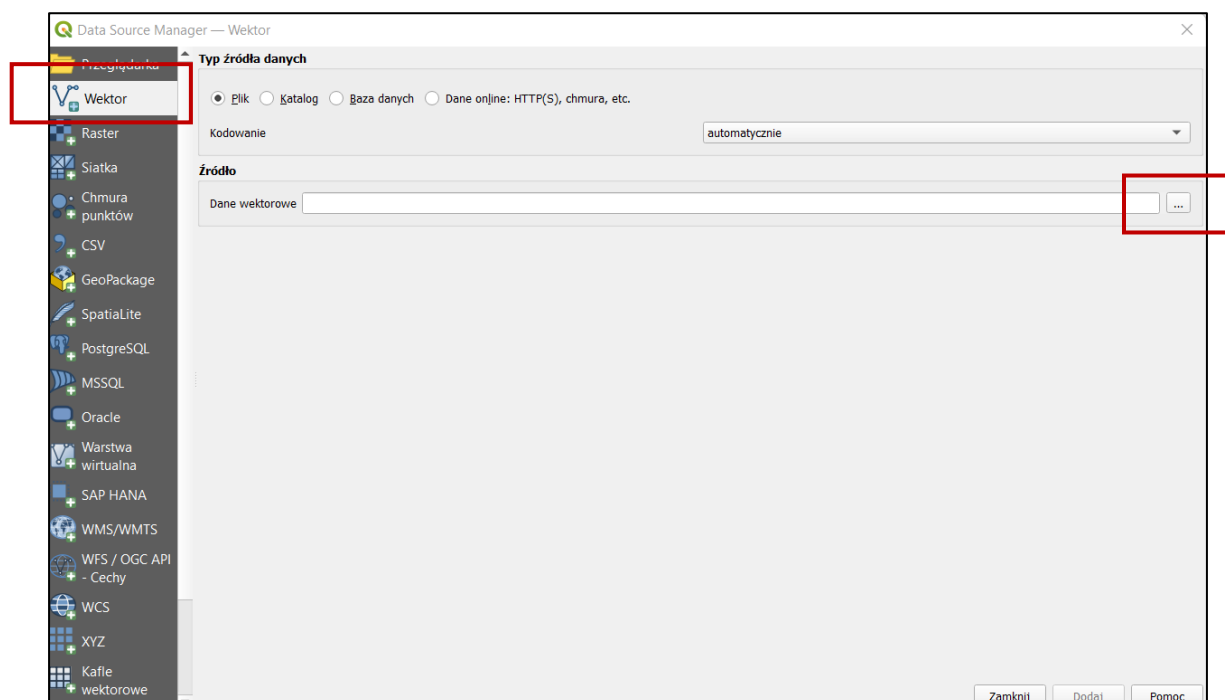 Data Source Manager — Wektor
Przeglądarka
Wektor
Raster
Siatka
Chmura
punktów
CSV
GeoPackage
SpatiaLite
PostgreSQL
MSSQL
Oracle
Warstwa
wirtualna
SAP HANA
WMS/WMTS
WFS / OGC API
- Cechy
WCS
XYZ
Kafle
wektorowe
Typ źródła danych
Plik Katalog Baza danych Dane online: HTTP(S), chmura, etc.
Kodowanie automatycznie
Źródło
Dane wektorowe ...
Zamknij Dodaj Pomoc